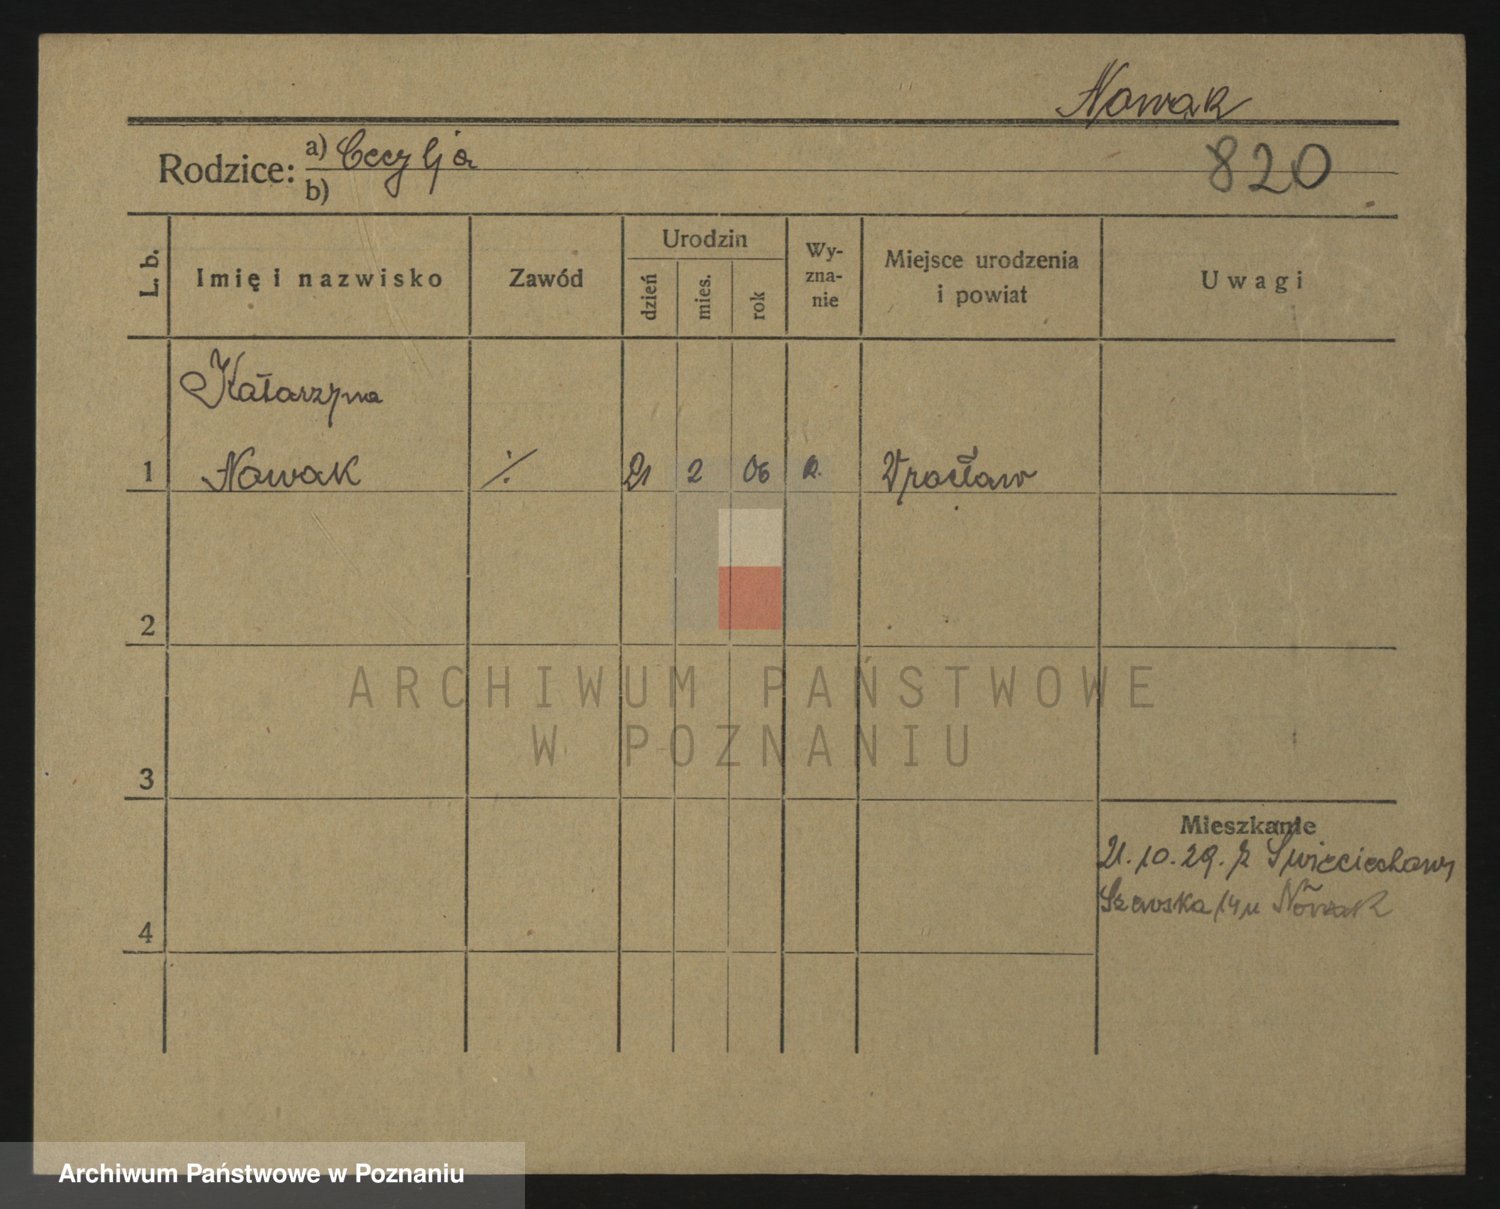 Nowak
Rodzice: a) Cecylja
b)
820
L. b.
Imię i nazwisko
Zawód
Urodzin
dzień
mies.
rok
Wy-
zna-
nie
Miejsce urodzenia
i powiat
Uwagi
Katarzyna
1 Nowak ./. 21 2 06 Wrocław
2
ARCHIWUM PAŃSTWOWE
W POZNANIU
3
Mieszkanie
21.10.29. z Święciechowy
Szewska 14 u Nowak
4
Archiwum Państwowe w Poznaniu